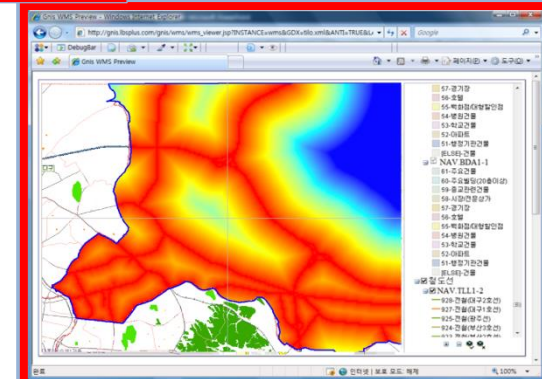 Gnis WMS Preview - Windows Internet Explorer
http://gnis.lbsplus.com/gnis/wms/wms_viewer.jsp?INSTANCE=wms&GDX=tilo.xml&ANTI=TRUE&L
Google
DebugBar
Gnis WMS Preview
페이지(P)
도구(O)
57-경기장
56-호텔
55-백화점/대형할인점
54-병원건물
53-학교건물
52-아파트
51-행정기관건물
[ELSE]-건물
NAV.BDA1-1
61-주요건물
60-주요빌딩(20층이상)
59-종교관련건물
58-시장/전문상가
57-경기장
56-호텔
55-백화점/대형할인점
54-병원건물
53-학교건물
52-아파트
51-행정기관건물
[ELSE]-건물
철도선
NAV.TLL1-2
928-전철(대구2호선)
927-전철(대구1호선)
925-전철(광주선)
924-전철(부산3호선)
완료
인터넷 | 보호 모드: 해제
100%